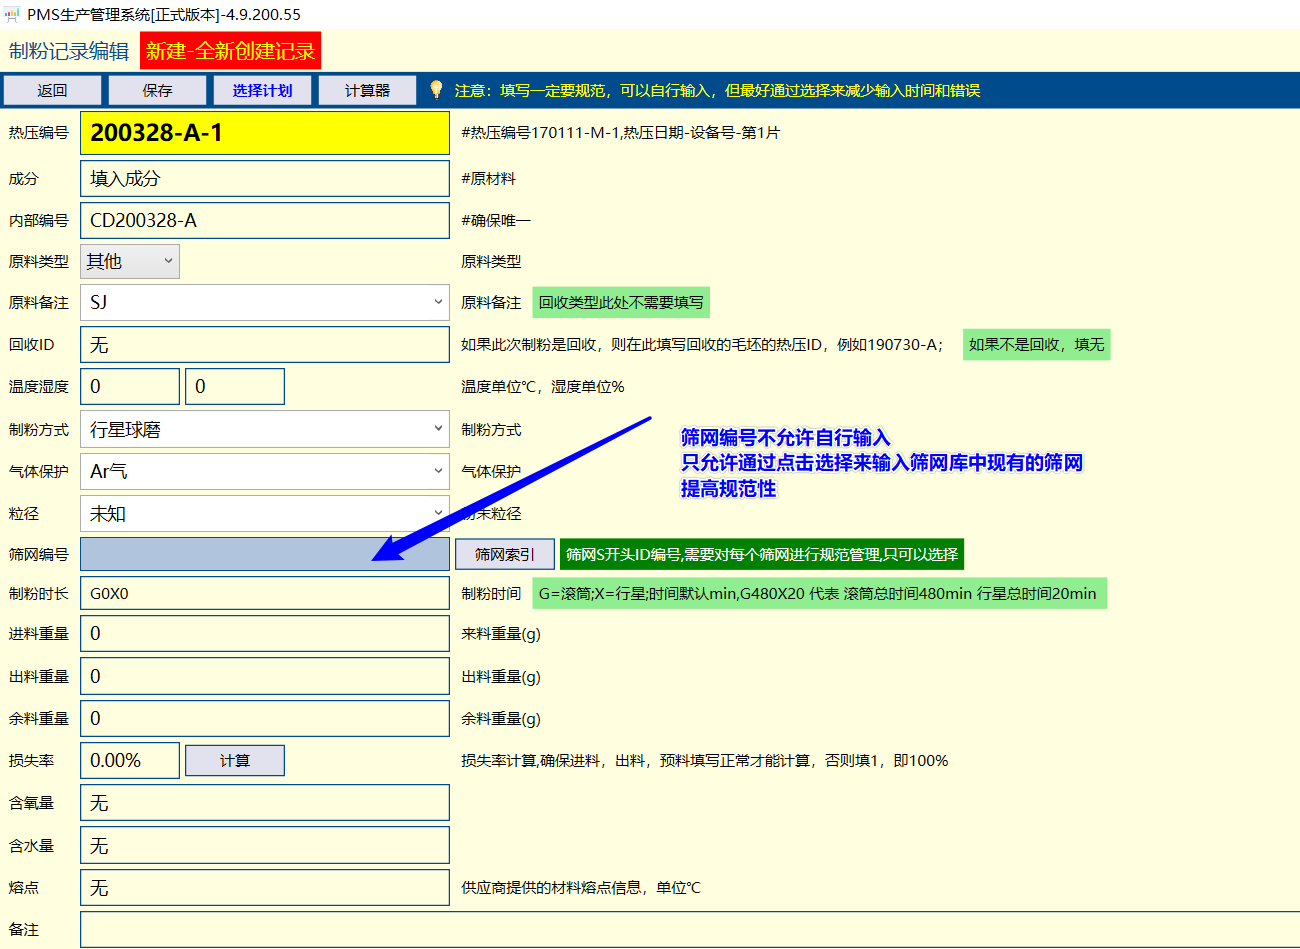 PMS生产管理系统[正式版本]-4.9.200.55
制粉记录编辑 新建-全新创建记录
返回 保存 选择计划 计算器 注意：填写一定要规范，可以自行输入，但最好通过选择来减少输入时间和错误
热压编号 200328-A-1 #热压编号170111-M-1,热压日期-设备号-第1片
成分 填入成分 #原材料
内部编号 CD200328-A #确保唯一
原料类型 其他 原料类型
原料备注 SJ 原料备注 回收类型此处不需要填写
回收ID 无 如果此次制粉是回收，则在此填写回收的毛坯的热压ID，例如190730-A； 如果不是回收，填无
温度湿度 0 0 温度单位℃，湿度单位%
制粉方式 行星球磨 制粉方式
筛网编号不允许自行输入
只允许通过点击选择来输入筛网库中现有的筛网
提高规范性
气体保护 Ar气 气体保护
粒径 未知 粉末粒径
筛网编号 筛网索引 筛网S开头ID编号,需要对每个筛网进行规范管理,只可以选择
制粉时长 G0X0 制粉时间 G=滚筒;X=行星;时间默认min,G480X20 代表 滚筒总时间480min 行星总时间20min
进料重量 0 来料重量(g)
出料重量 0 出料重量(g)
余料重量 0 余料重量(g)
损失率 0.00% 计算 损失率计算,确保进料，出料，预料填写正常才能计算，否则填1，即100%
含氧量 无
含水量 无
熔点 无 供应商提供的材料熔点信息，单位℃
备注